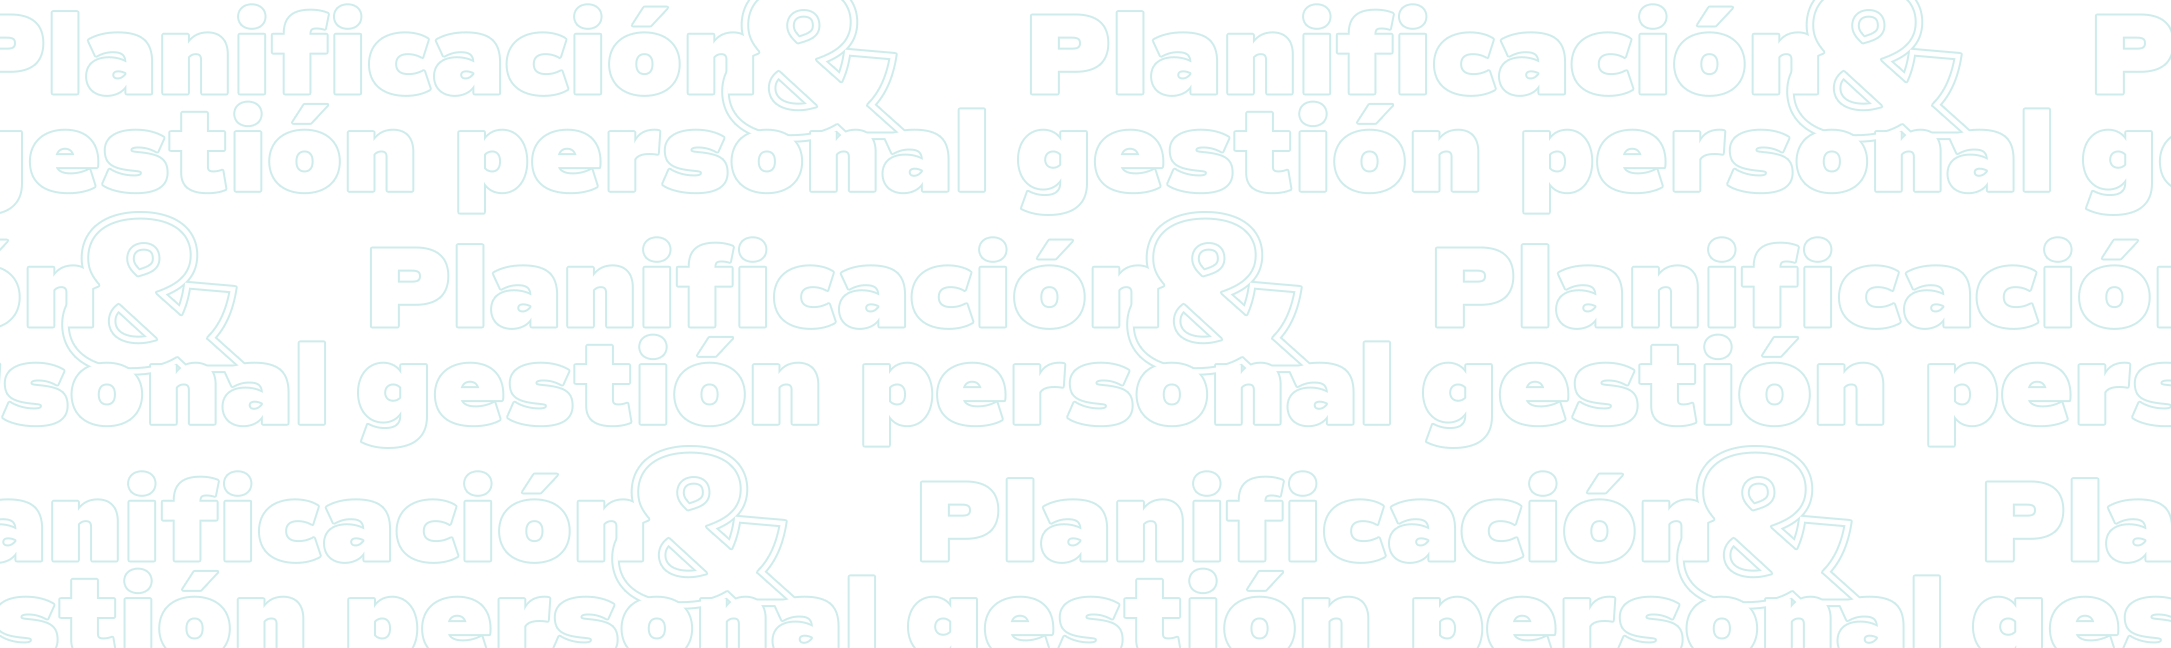 Planificación & Planificación & P
gestión personal gestión personal g
ón & Planificación & Planificación
sonal gestión personal gestión pers
anificación & Planificación & Pla
stión personal gestión personal ges